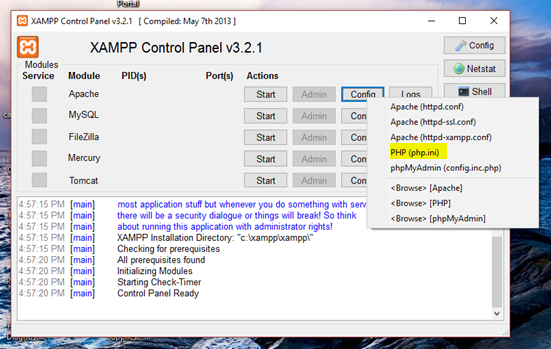 Portal
XAMPP Control Panel v3.2.1 [ Compiled: May 7th 2013 ]
XAMPP Control Panel v3.2.1
Config
Modules
Service Module PID(s) Port(s) Actions
Netstat
Apache Start Admin Config Logs
Shell
MySQL Start Admin
FileZilla Start Admin
Mercury Start Admin
Tomcat Start Admin
Apache (httpd.conf)
Apache (httpd-ssl.conf)
Apache (httpd-xampp.conf)
PHP (php.ini)
phpMyAdmin (config.inc.php)
<Browse> [Apache]
<Browse> [PHP]
<Browse> [phpMyAdmin]
4:57:15 PM [main] most application stuff but whenever you do something with
4:57:15 PM [main] there will be a security dialogue or things will break! So think
4:57:15 PM [main] about running this application with administrator rights!
4:57:15 PM [main] XAMPP Installation Directory: "c:\xampp\xampp\"
4:57:15 PM [main] Checking for prerequisites
4:57:20 PM [main] All prerequisites found
4:57:20 PM [main] Initializing Modules
4:57:20 PM [main] Starting Check-Timer
4:57:20 PM [main] Control Panel Ready